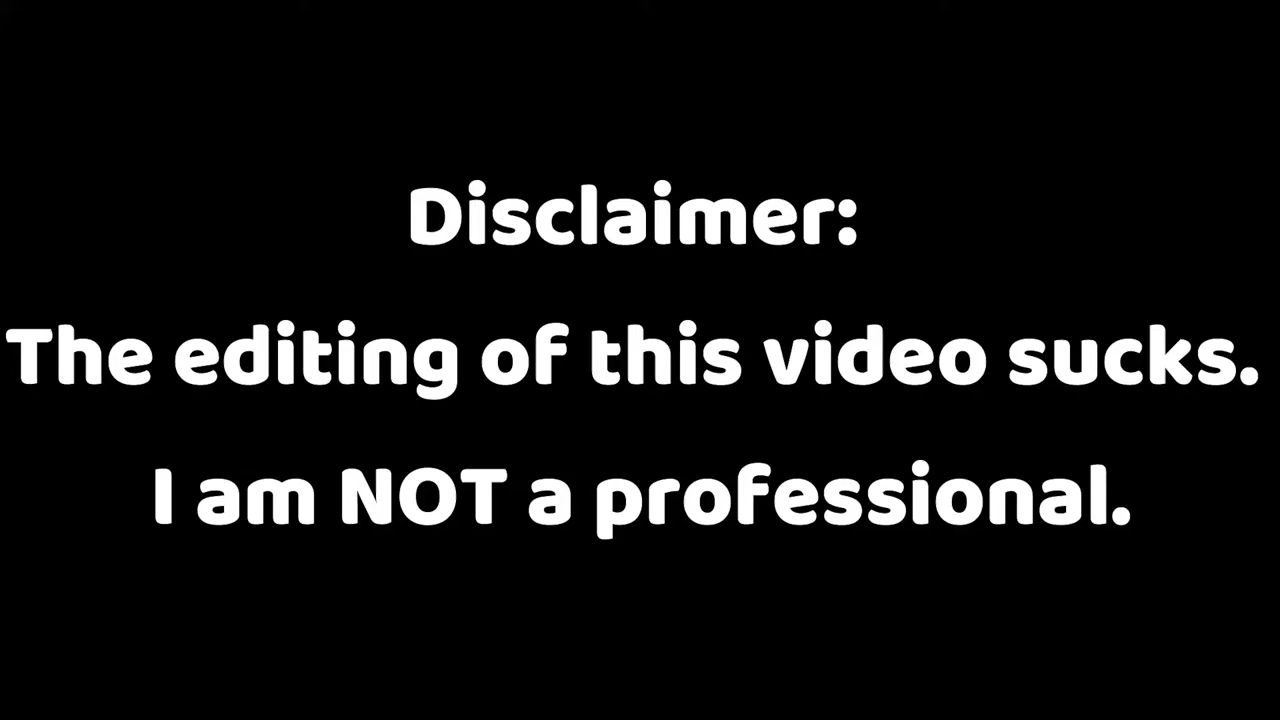 Disclaimer:
The editing of this video sucks.
I am NOT a professional.